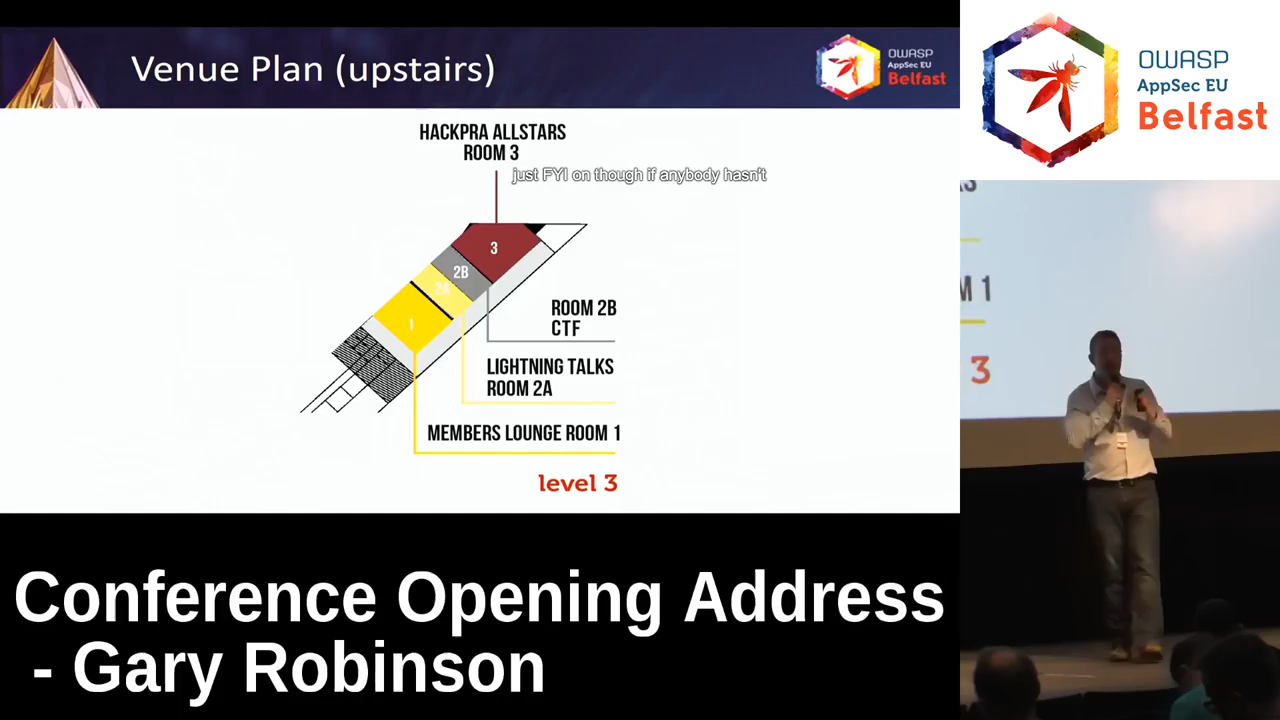 Venue Plan (upstairs)
OWASP
AppSec EU
Belfast
OWASP
AppSec EU
Belfast
HACKPRA ALLSTARS
ROOM 3
just FYI on though if anybody hasn't
3
2B
2A
1
ROOM 2B
CTF
LIGHTNING TALKS
ROOM 2A
MEMBERS LOUNGE ROOM 1
level 3
M 1
3
Conference Opening Address
- Gary Robinson